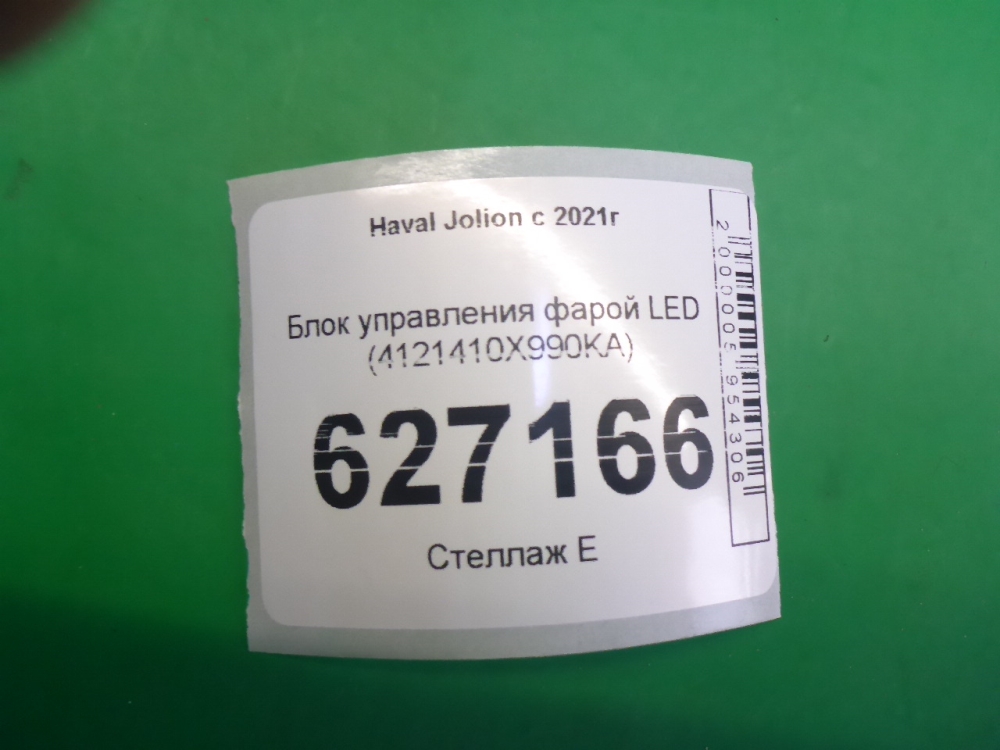 Haval Jolion с 2021г
Блок управления фарой LED
(4121410X990KA)
627166
Стеллаж Е
2000005954306